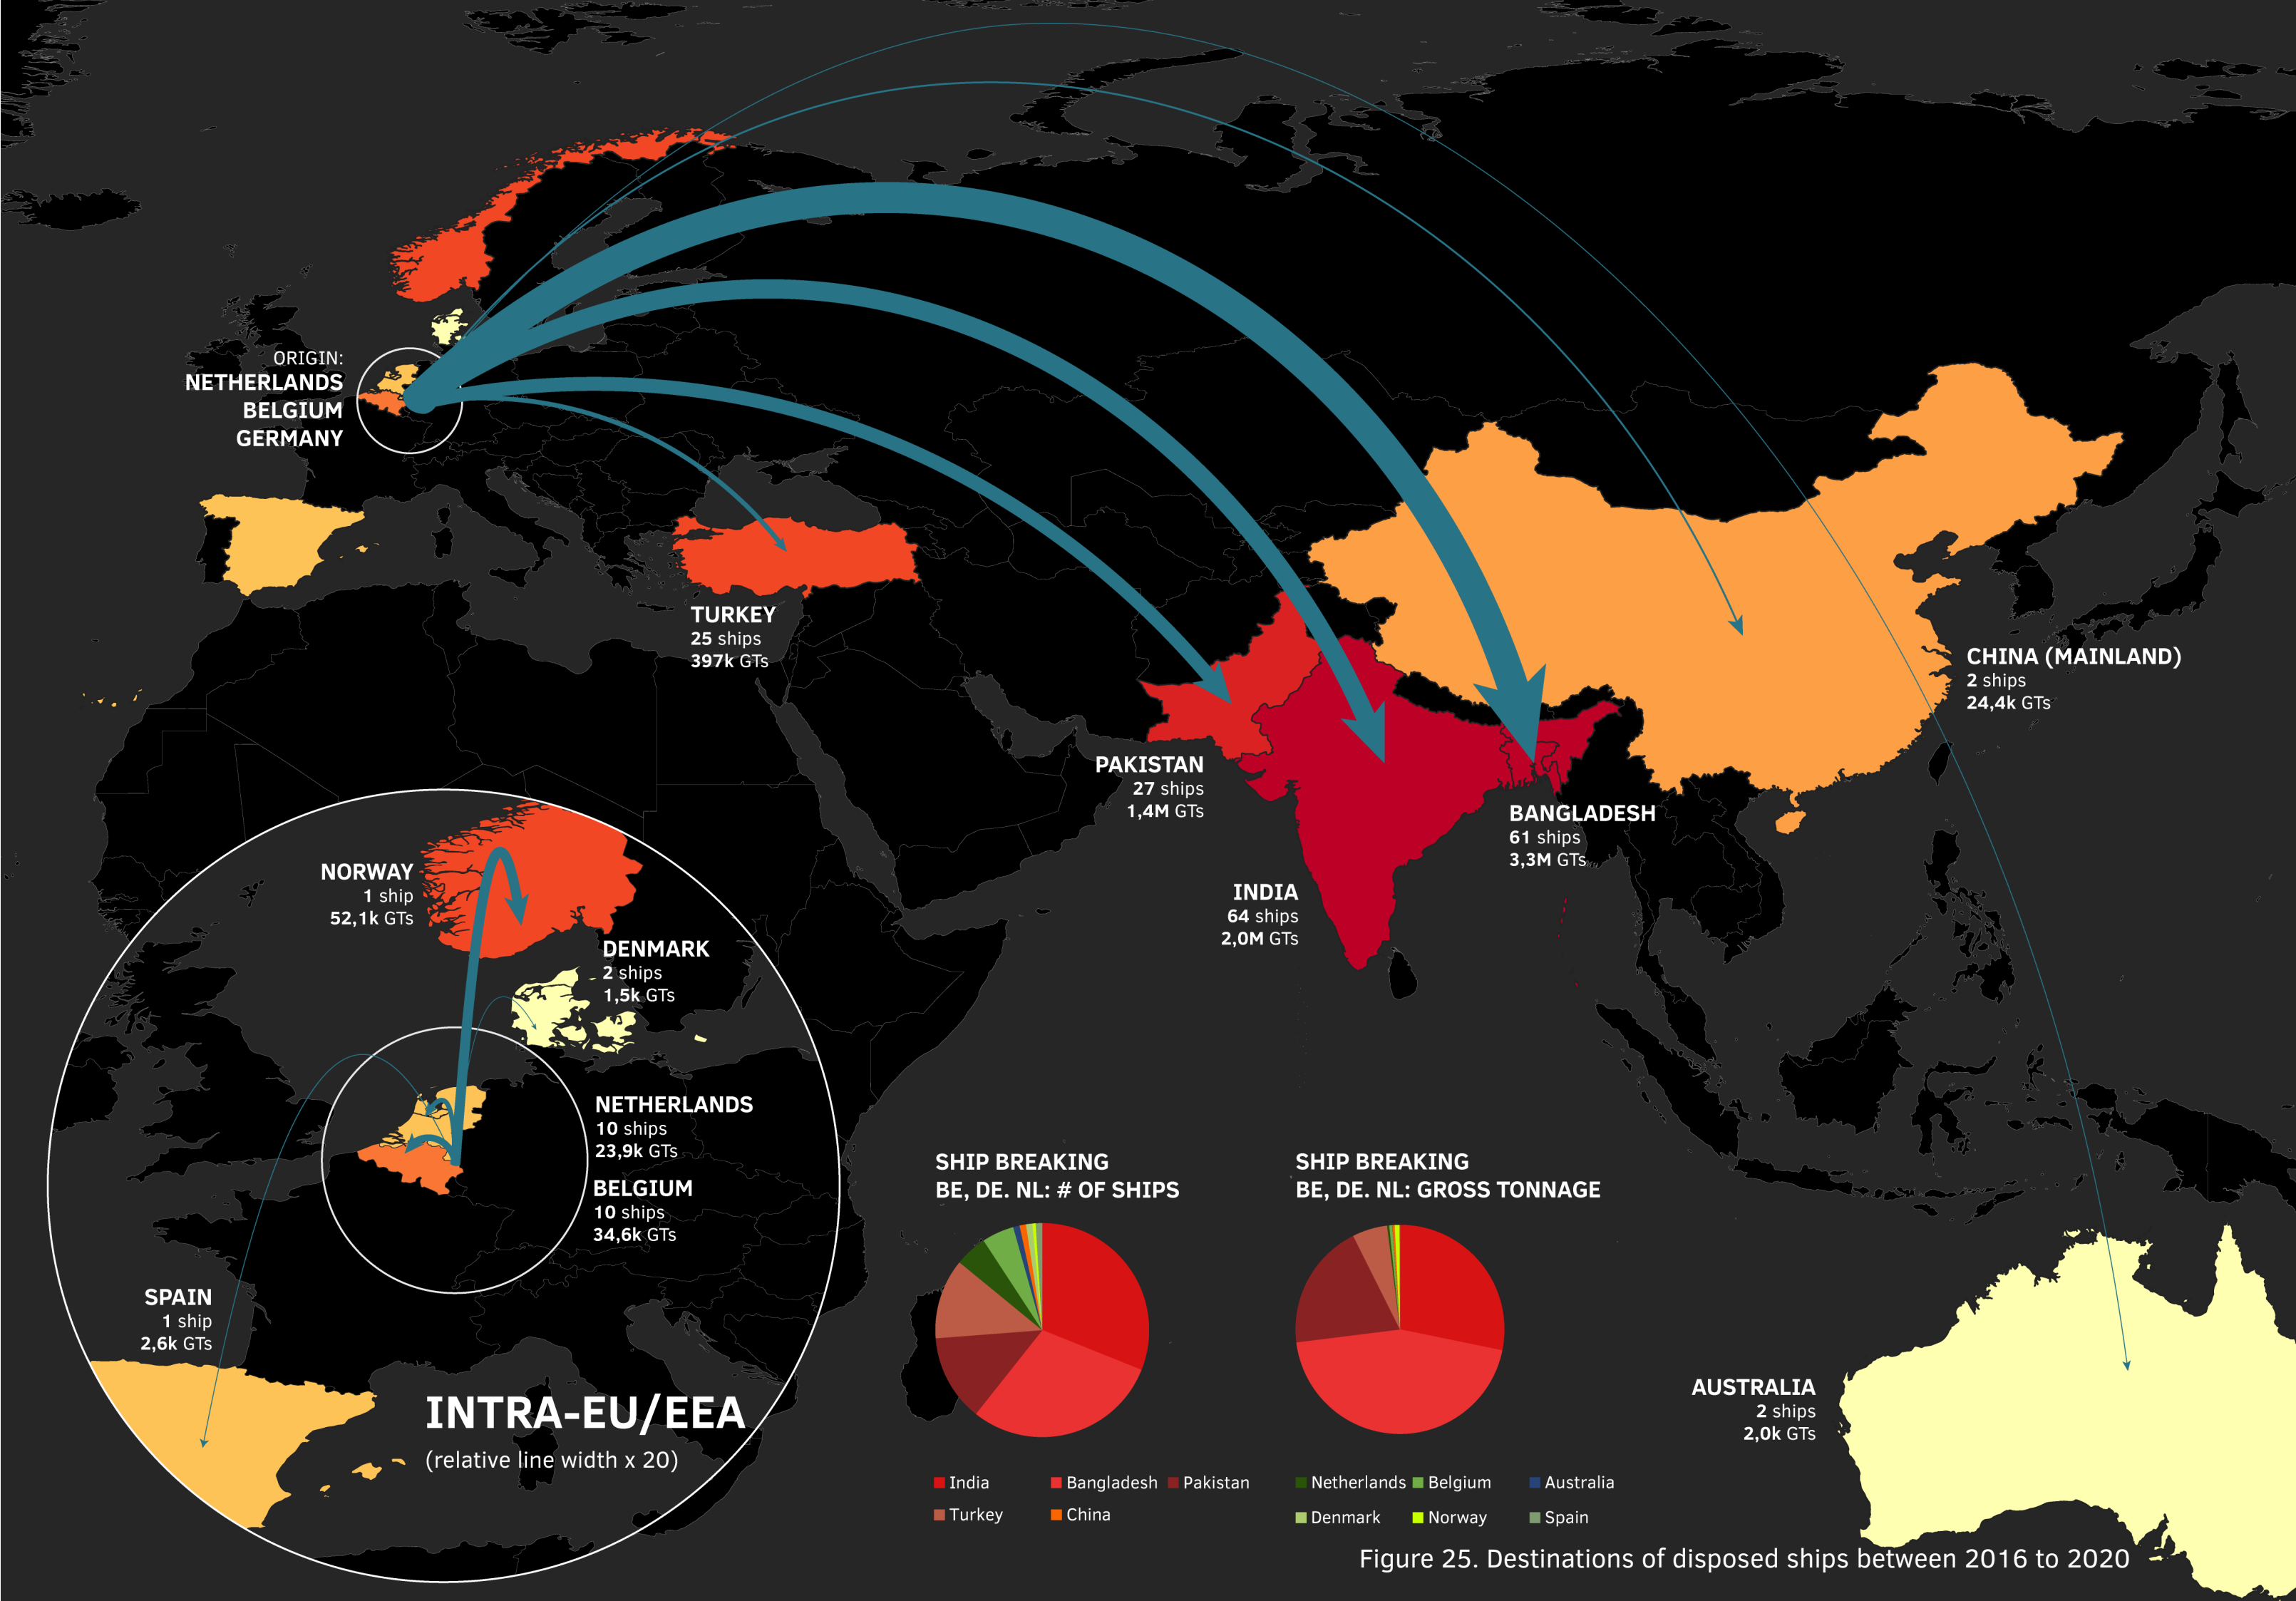 ORIGIN:
NETHERLANDS
BELGIUM
GERMANY
TURKEY
25 ships
397k GTs
CHINA (MAINLAND)
2 ships
24,4k GTs
PAKISTAN
27 ships
1,4M GTs
BANGLADESH
61 ships
3,3M GTs
INDIA
64 ships
2,0M GTs
NORWAY
1 ship
52,1k GTs
DENMARK
2 ships
1,5k GTs
NETHERLANDS
10 ships
23,9k GTs
BELGIUM
10 ships
34,6k GTs
SPAIN
1 ship
2,6k GTs
INTRA-EU/EEA
(relative line width x 20)
SHIP BREAKING
BE, DE. NL: # OF SHIPS
SHIP BREAKING
BE, DE. NL: GROSS TONNAGE
India Bangladesh Pakistan Netherlands Belgium Australia
Turkey China Denmark Norway Spain
AUSTRALIA
2 ships
2,0k GTs
Figure 25. Destinations of disposed ships between 2016 to 2020